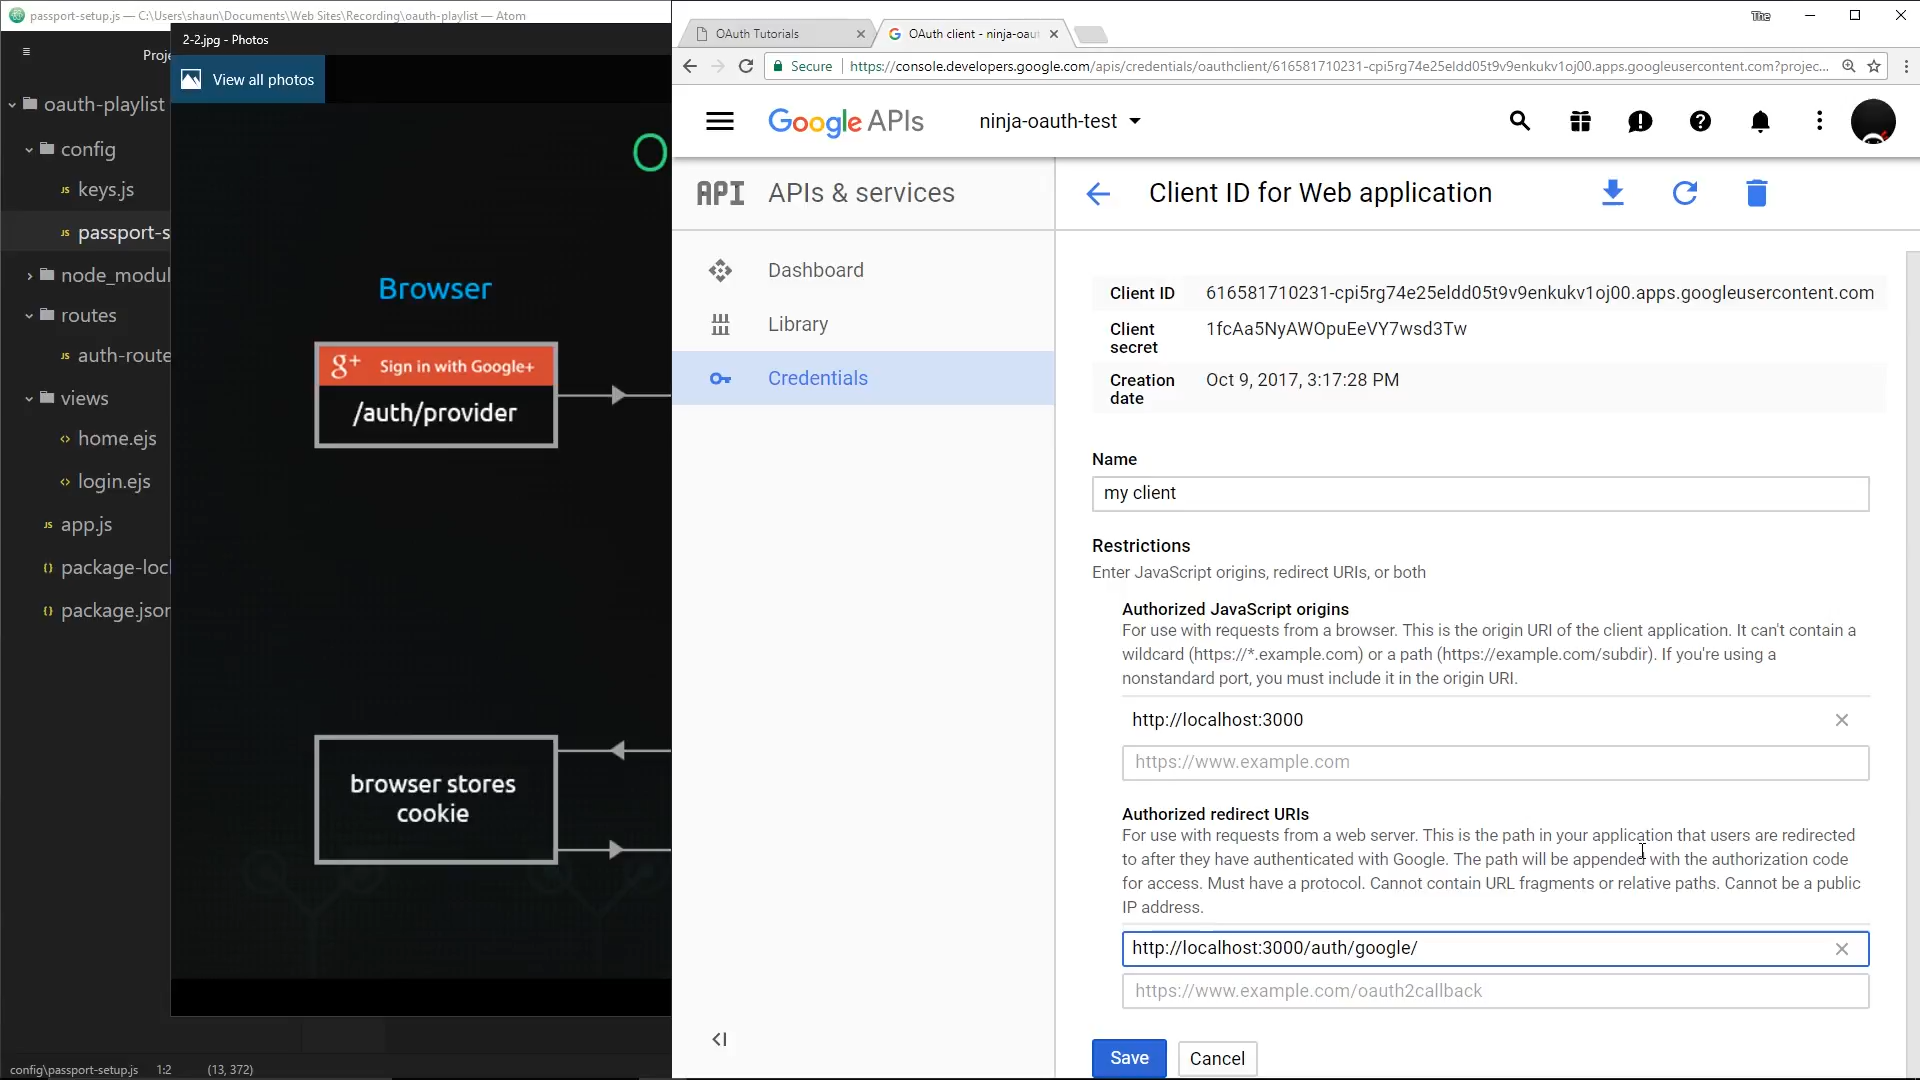 passport-setup.js — C:\Users\shaun\Documents\Web Sites\Recording\oauth-playlist — Atom
2-2.jpg - Photos
Proje
View all photos
oauth-playlist
config
JS keys.js
JS passport-s
node_modul
routes
JS auth-route
views
<> home.ejs
<> login.ejs
JS app.js
{} package-lock
{} package.json
config\passport-setup.js 1:2 (13, 372)
O
Browser
g+ Sign in with Google+
/auth/provider
browser stores
cookie
The
OAuth Tutorials
OAuth client - ninja-oau
Secure
https://console.developers.google.com/apis/credentials/oauthclient/616581710231-cpi5rg74e25eldd05t9v9enkukv1oj00.apps.googleusercontent.com?projec...
Google APIs
ninja-oauth-test
API APIs & services
Dashboard
Library
Credentials
Client ID for Web application
Client ID 616581710231-cpi5rg74e25eldd05t9v9enkukv1oj00.apps.googleusercontent.com
Client 1fcAa5NyAWOpuEeVY7wsd3Tw
secret
Creation Oct 9, 2017, 3:17:28 PM
date
Name
my client
Restrictions
Enter JavaScript origins, redirect URIs, or both
Authorized JavaScript origins
For use with requests from a browser. This is the origin URI of the client application. It can't contain a
wildcard (https://*.example.com) or a path (https://example.com/subdir). If you're using a
nonstandard port, you must include it in the origin URI.
http://localhost:3000
https://www.example.com
Authorized redirect URIs
For use with requests from a web server. This is the path in your application that users are redirected
to after they have authenticated with Google. The path will be appended with the authorization code
for access. Must have a protocol. Cannot contain URL fragments or relative paths. Cannot be a public
IP address.
http://localhost:3000/auth/google/
https://www.example.com/oauth2callback
Save
Cancel